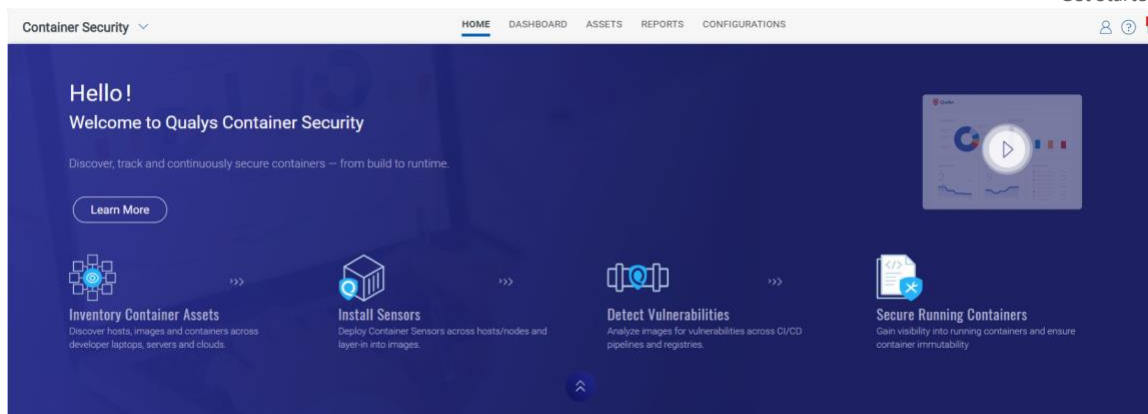 Container Security
HOME DASHBOARD ASSETS REPORTS CONFIGURATIONS
Hello!
Welcome to Qualys Container Security
Discover, track and continuously secure containers – from build to runtime.
Learn More
Qualys
Inventory Container Assets
Discover hosts, images and containers across
developer laptops, servers and clouds.
Install Sensors
Deploy Container Sensors across hosts/nodes and
layer-in into images.
Detect Vulnerabilities
Analyze images for vulnerabilities across CI/CD
pipelines and registries.
Secure Running Containers
Gain visibility into running containers and ensure
container immutability